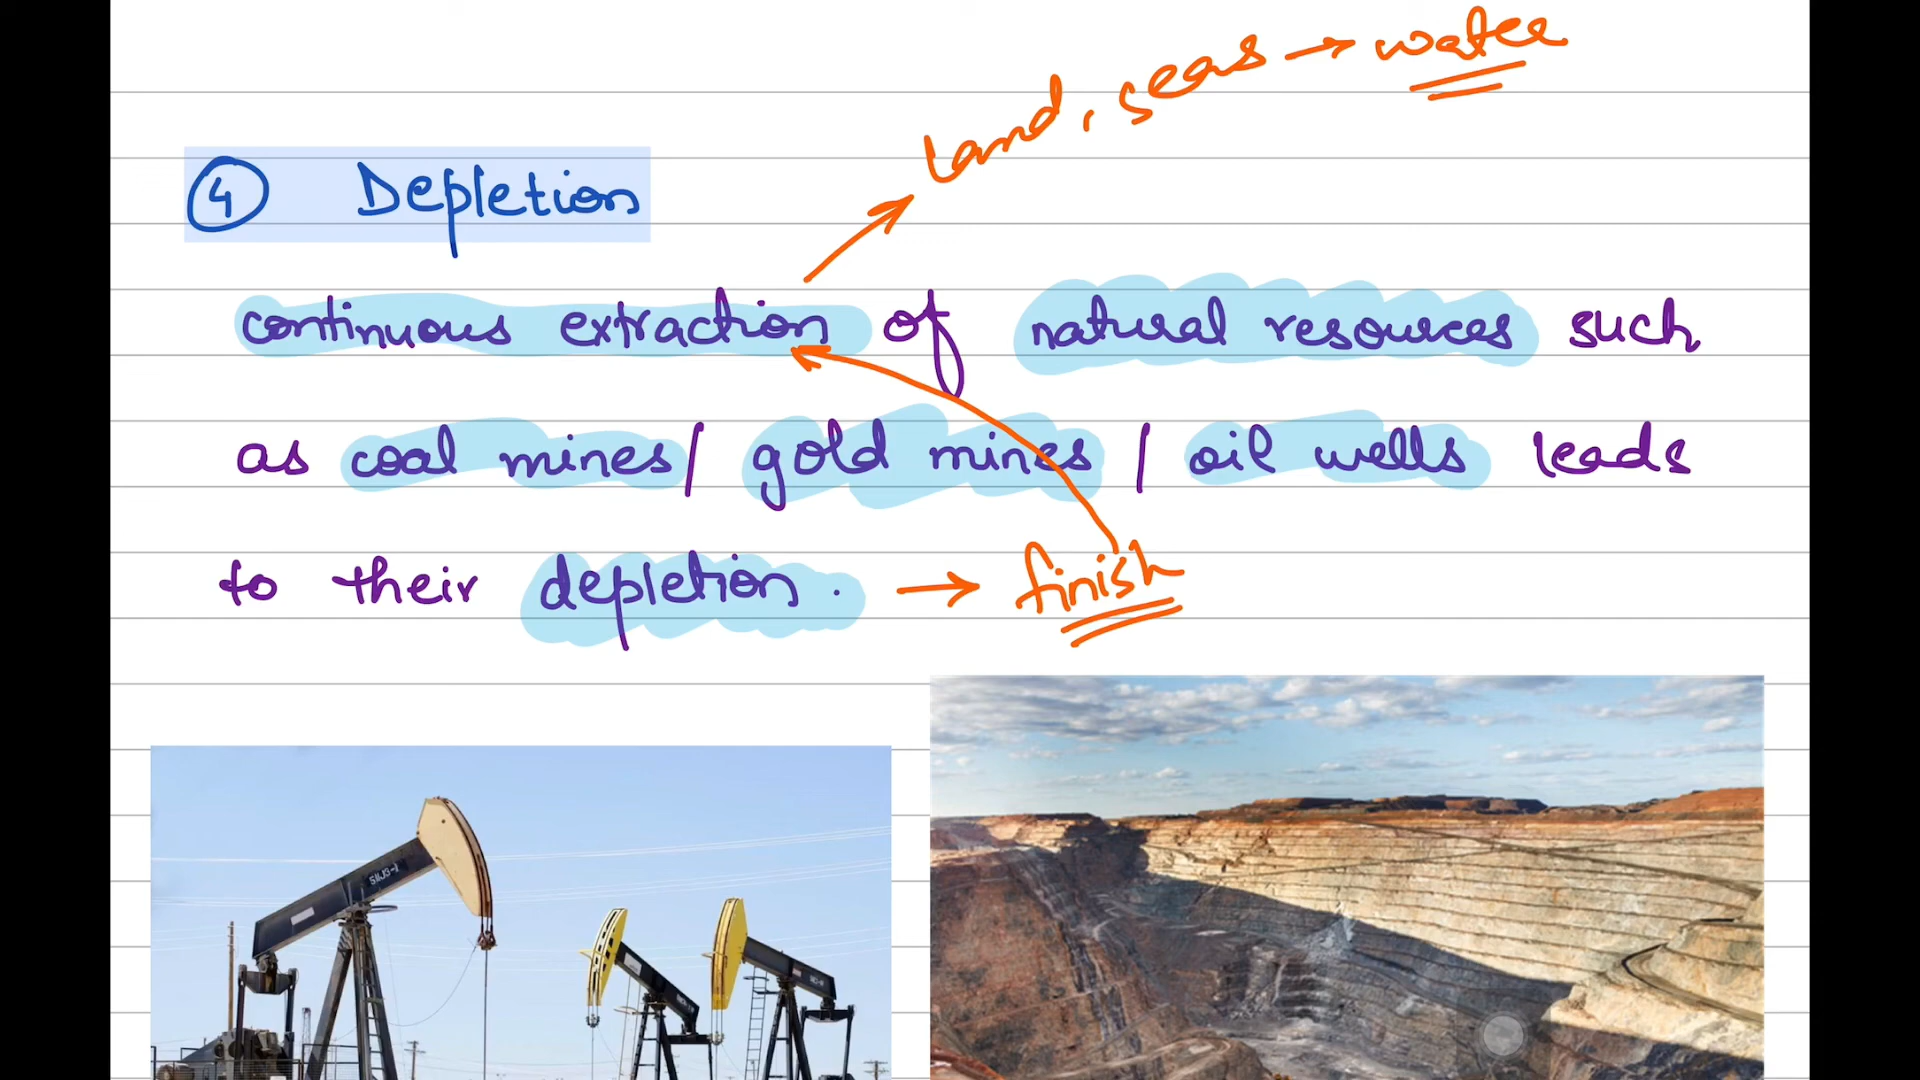 land, seas → water
4 Depletion
continuous extraction of natural resources such
as coal mines/ gold mines / oil wells leads
to their depletion. → finish